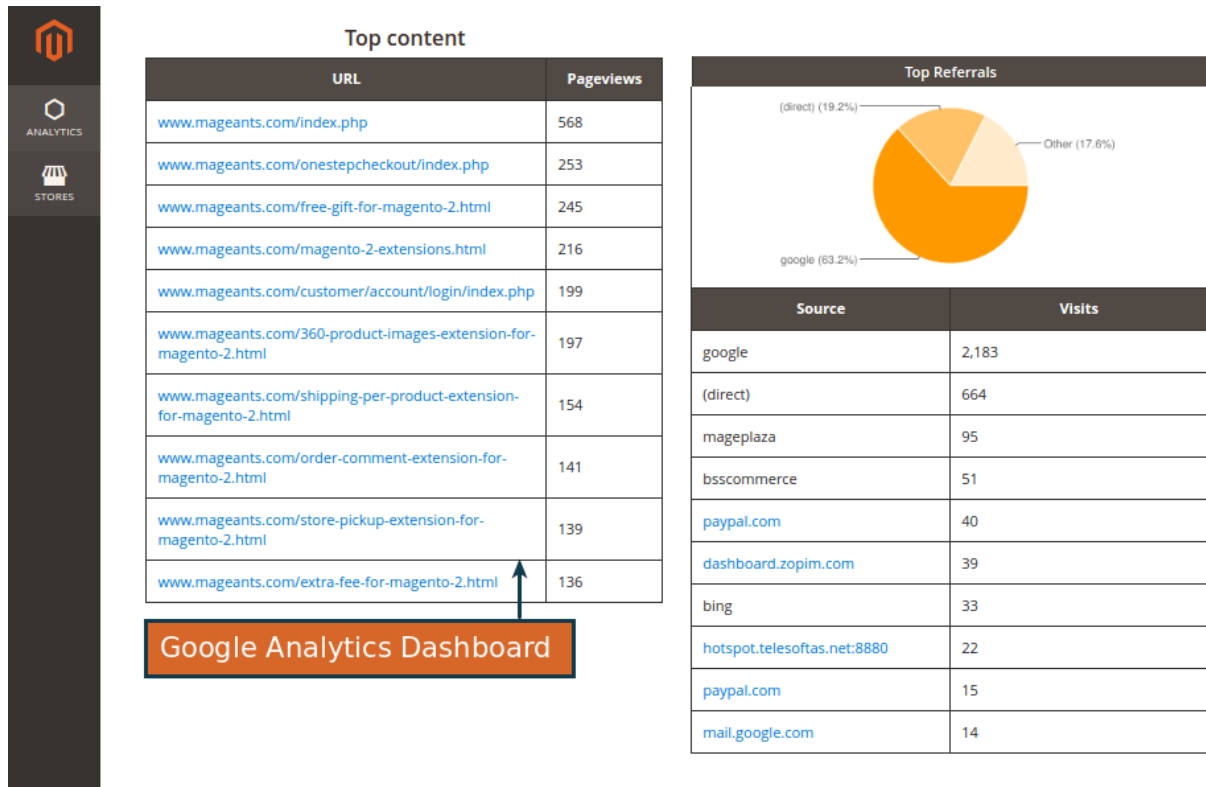 ANALYTICS
STORES
Top content
URL Pageviews
www.mageants.com/index.php 568
www.mageants.com/onestepcheckout/index.php 253
www.mageants.com/free-gift-for-magento-2.html 245
www.mageants.com/magento-2-extensions.html 216
www.mageants.com/customer/account/login/index.php 199
www.mageants.com/360-product-images-extension-for-
magento-2.html 197
www.mageants.com/shipping-per-product-extension-
for-magento-2.html 154
www.mageants.com/order-comment-extension-for-
magento-2.html 141
www.mageants.com/store-pickup-extension-for-
magento-2.html 139
www.mageants.com/extra-fee-for-magento-2.html 136
Google Analytics Dashboard
Top Referrals
(direct) (19.2%)
Other (17.6%)
google (63.2%)
Source Visits
google 2,183
(direct) 664
mageplaza 95
bsscommerce 51
paypal.com 40
dashboard.zopim.com 39
bing 33
hotspot.telesoftas.net:8880 22
paypal.com 15
mail.google.com 14